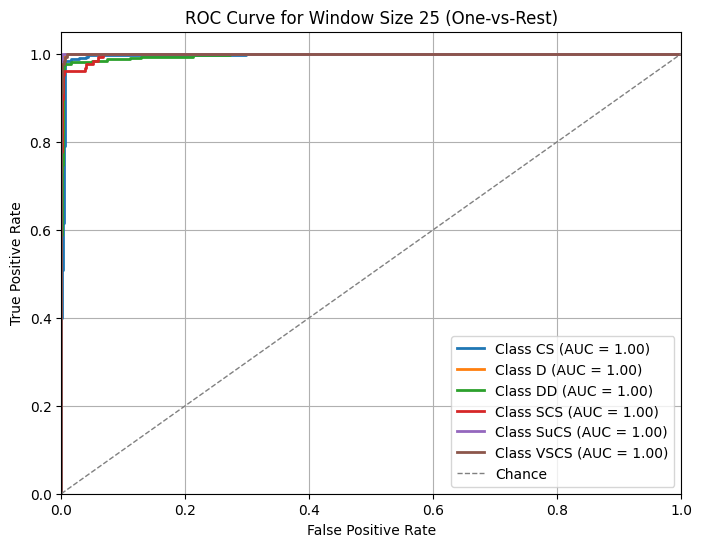 ROC Curve for Window Size 25 (One-vs-Rest)
True Positive Rate
1.0
0.8
0.6
0.4
0.2
0.0
0.0 0.2 0.4 0.6 0.8 1.0
False Positive Rate
Class CS (AUC = 1.00)
Class D (AUC = 1.00)
Class DD (AUC = 1.00)
Class SCS (AUC = 1.00)
Class SuCS (AUC = 1.00)
Class VSCS (AUC = 1.00)
Chance